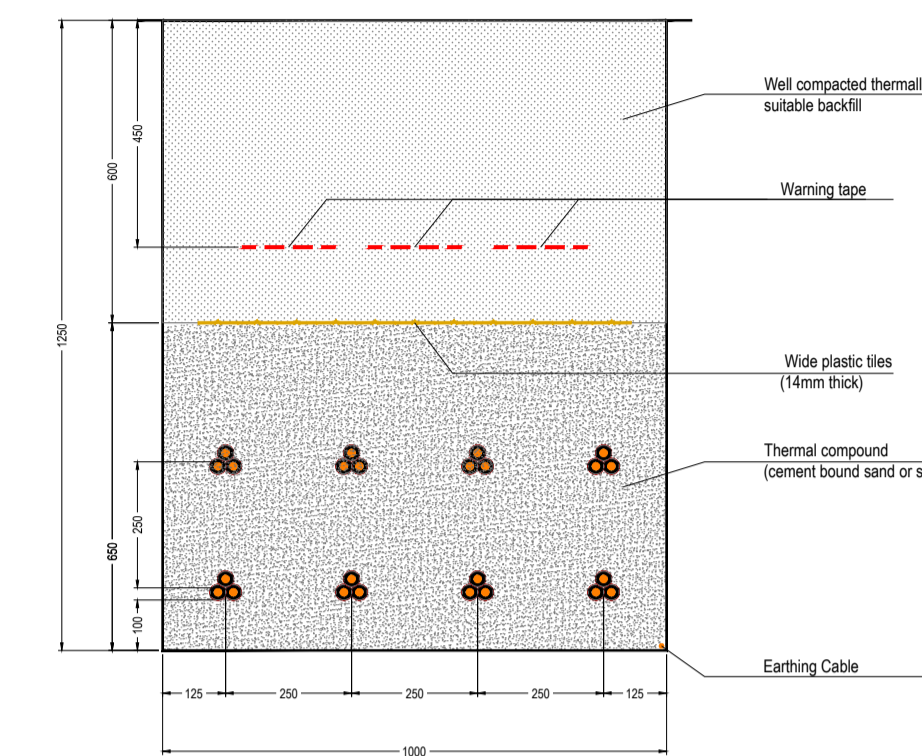 Well compacted thermall
suitable backfill
450
600
Warning tape
1250
Wide plastic tiles
(14mm thick)
Thermal compound
(cement bound sand or s
250
650
100
Earthing Cable
125 250 250 250 125
1000